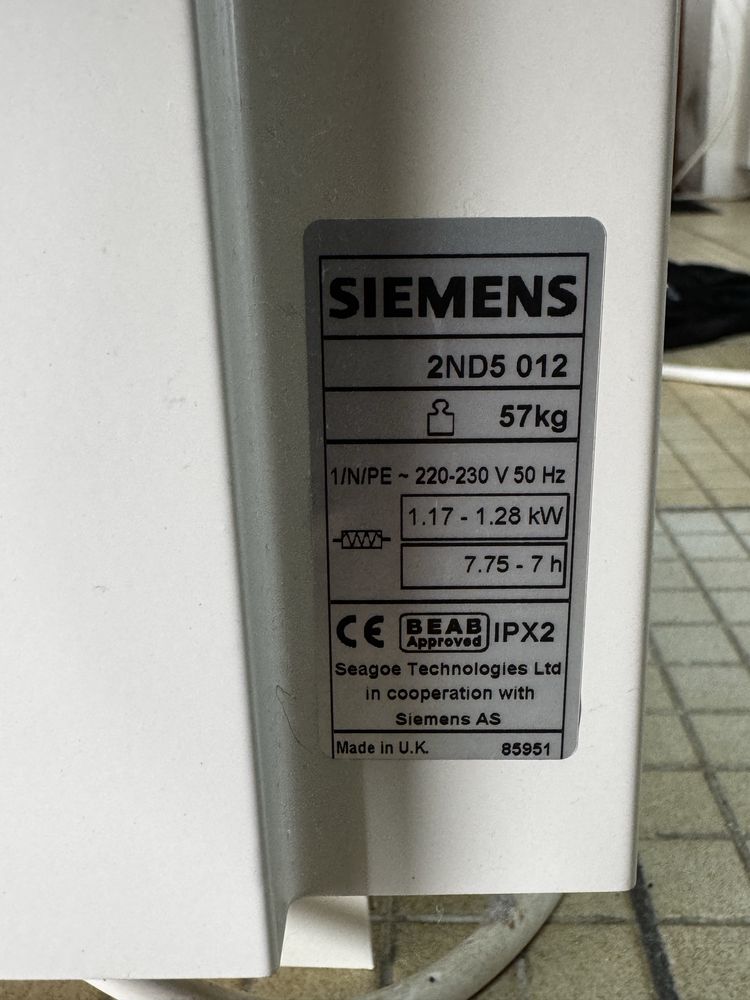 SIEMENS
2ND5 012
57kg
1/N/PE ~ 220-230 V 50 Hz
1.17 - 1.28 kW
7.75 - 7 h
CE BEAB Approved IPX2
Seagoe Technologies Ltd
in cooperation with
Siemens AS
Made in U.K. 85951